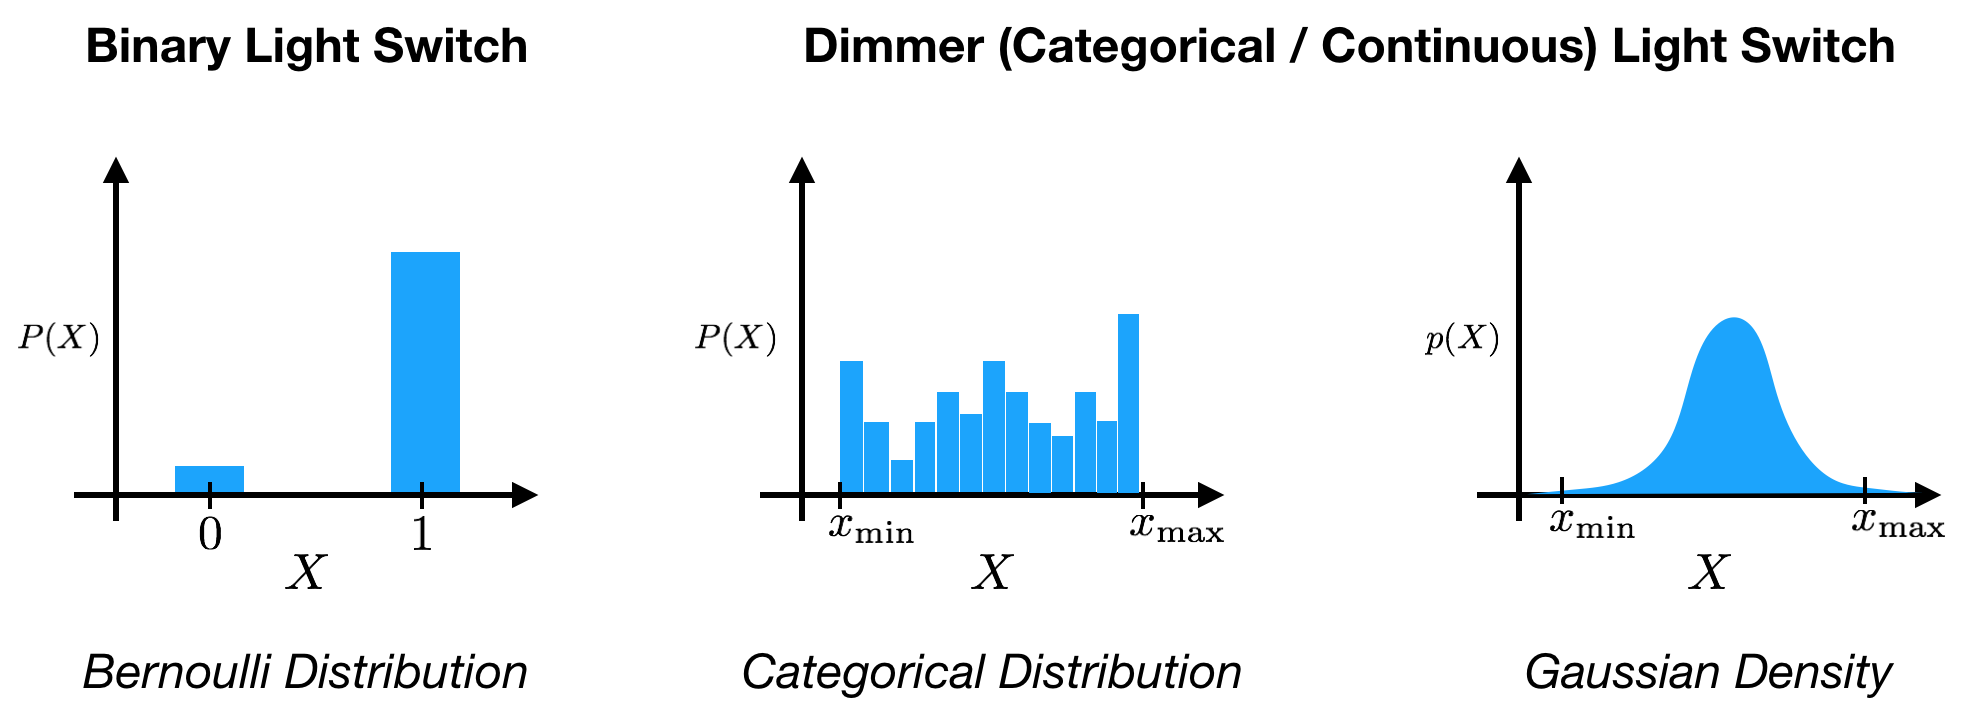 Binary Light Switch
Dimmer (Categorical / Continuous) Light Switch
P(X)
0
1
X
Bernoulli Distribution
P(X)
x_min
x_max
X
Categorical Distribution
p(X)
x_min
x_max
X
Gaussian Density